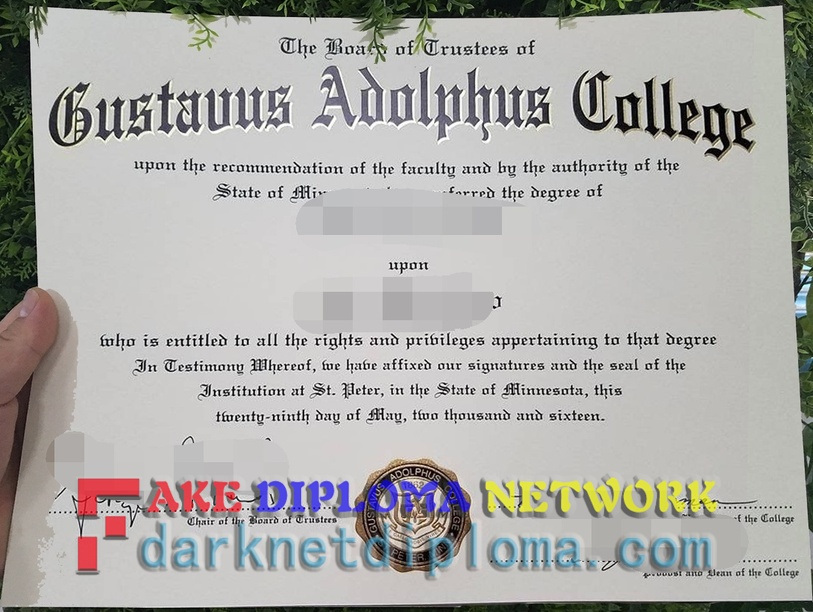 The Board of Trustees of
Gustavus Adolphus College
upon the recommendation of the faculty and by the authority of the
State of the degree of
upon
who is entitled to all the rights and privileges appertaining to that degree
In Testimony Whereof, we have affixed our signatures and the seal of the
Institution at St. Peter, in the State of Minnesota, this
twenty-ninth day of May, two thousand and sixteen.
GUSTAVUS ADOLPHUS COLLEGE
1862
FAKE DIPLOMA NETWORK
Chair of the Board of Trustees
of the College
darknetdiploma.com
Provost and Dean of the College